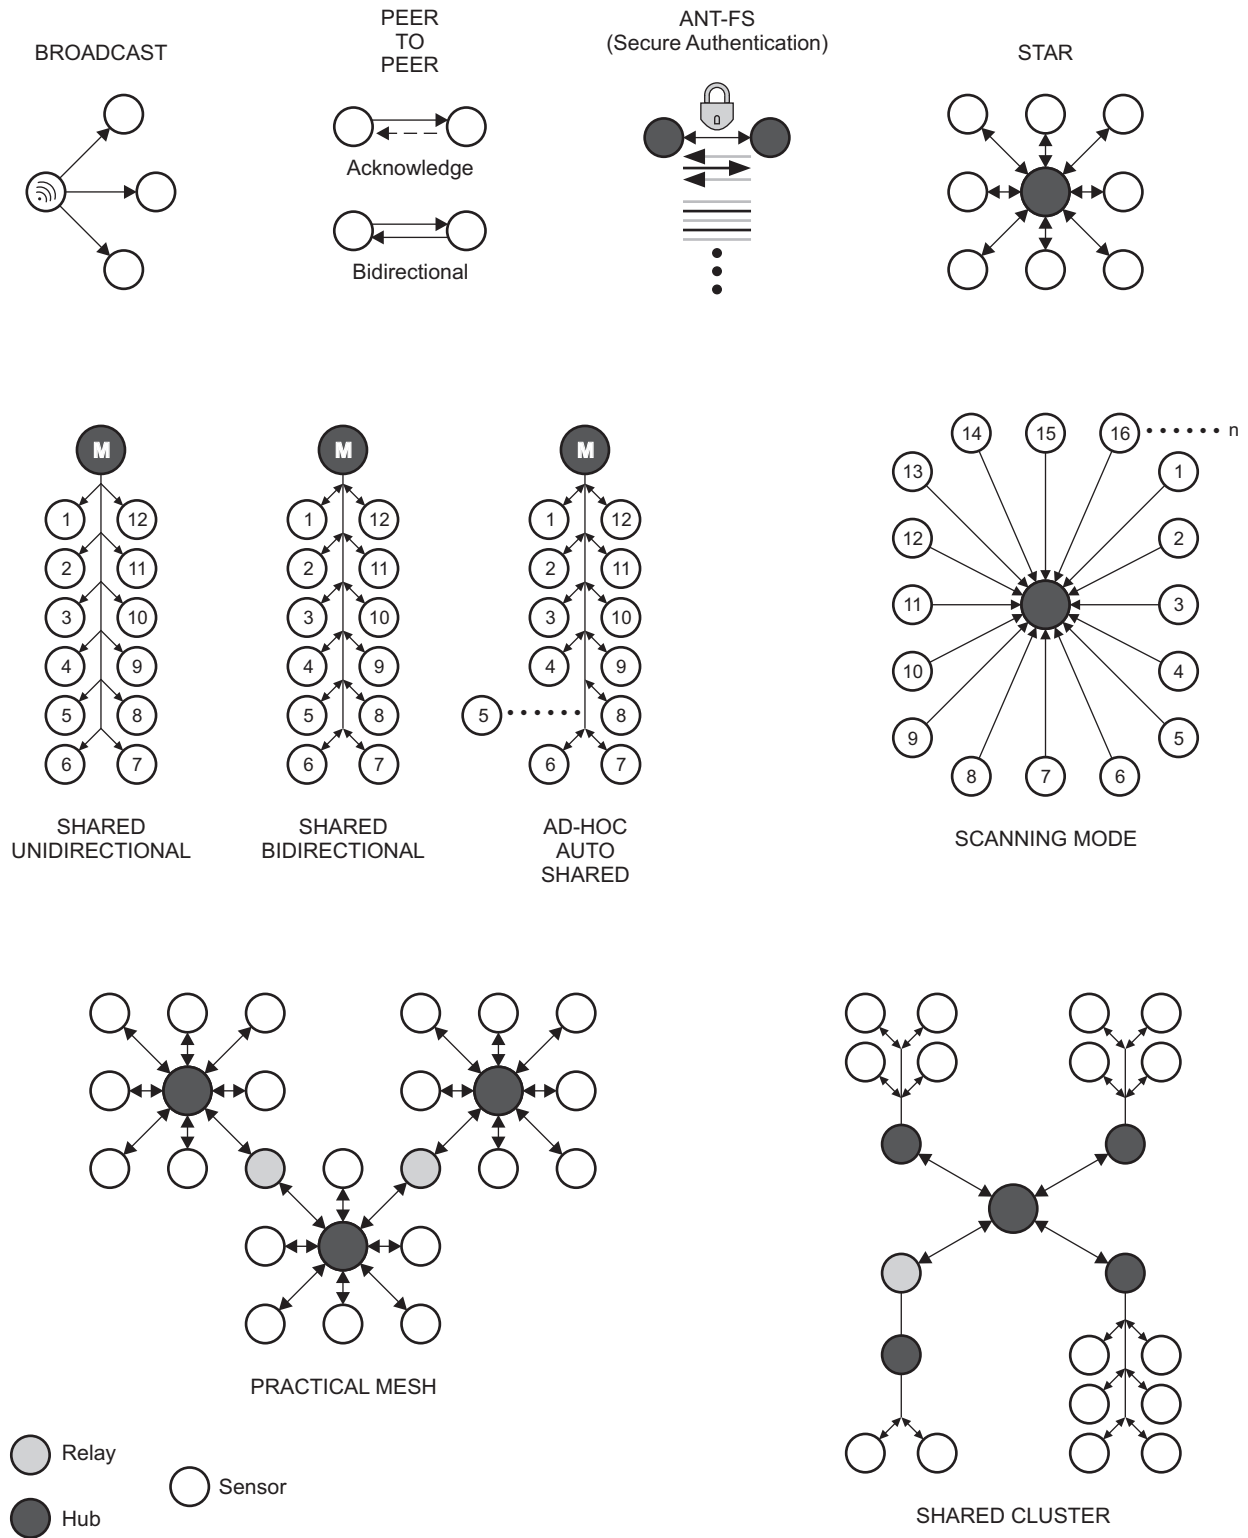 BROADCAST
PEER
TO
PEER
Acknowledge
Bidirectional
ANT-FS
(Secure Authentication)
STAR
M
1 12
2 11
3 10
4 9
5 8
6 7
SHARED
UNIDIRECTIONAL
M
1 12
2 11
3 10
4 9
5 8
6 7
SHARED
BIDIRECTIONAL
M
1 12
2 11
3 10
4 9
5 8
6 7
AD-HOC
AUTO
SHARED
14 15 16 n
13 1
12 2
11 3
10 4
9 5
8 7 6
SCANNING MODE
PRACTICAL MESH
SHARED CLUSTER
Relay
Sensor
Hub